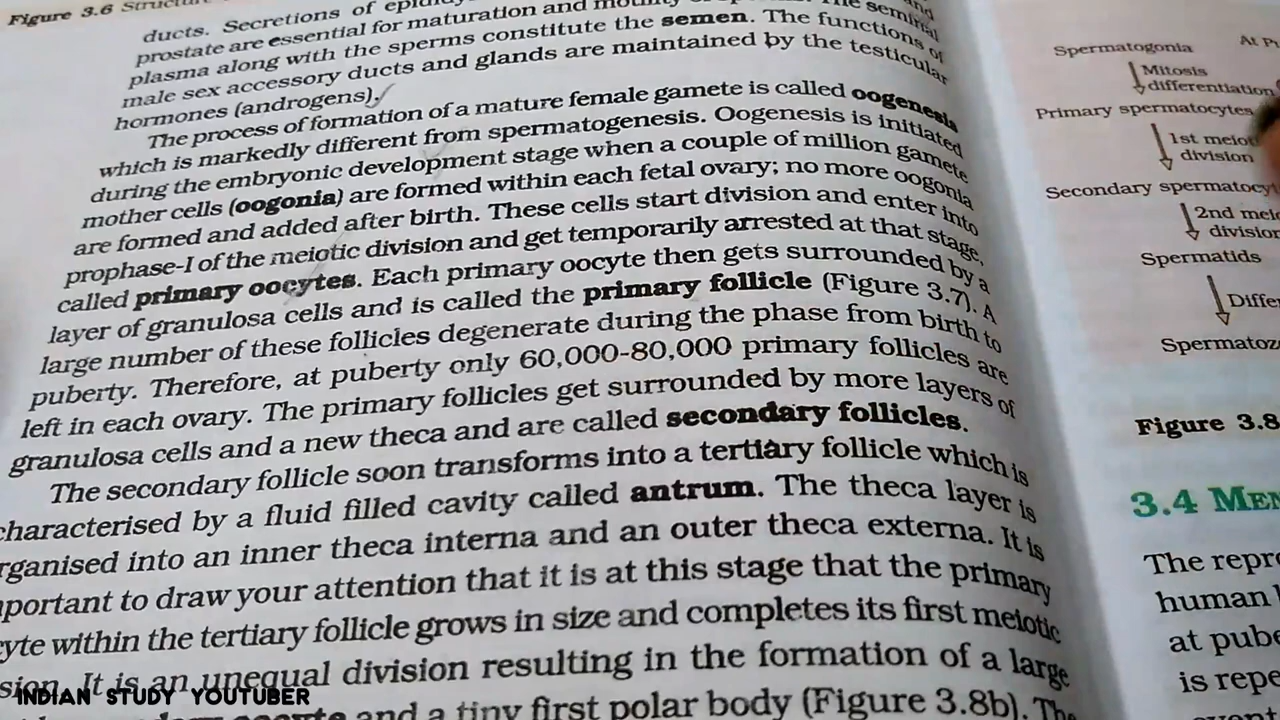 Figure 3.6
ducts. Secretions of
prostate are essential for maturation and
plasma along with the sperms constitute the semen. The functions of
male sex accessory ducts and glands are maintained by the testicular
hormones (androgens).
The process of formation of a mature female gamete is called oogenesis
which is markedly different from spermatogenesis. Oogenesis is initiated
during the embryonic development stage when a couple of million gamete
mother cells (oogonia) are formed within each fetal ovary; no more oogonia
are formed and added after birth. These cells start division and enter into
prophase-I of the meiotic division and get temporarily arrested at that stage,
called primary oocytes. Each primary oocyte then gets surrounded by a
layer of granulosa cells and is called the primary follicle (Figure 3.7). A
large number of these follicles degenerate during the phase from birth to
puberty. Therefore, at puberty only 60,000-80,000 primary follicles are
left in each ovary. The primary follicles get surrounded by more layers of
granulosa cells and a new theca and are called secondary follicles.
The secondary follicle soon transforms into a tertiary follicle which is
characterised by a fluid filled cavity called antrum. The theca layer is
rganised into an inner theca interna and an outer theca externa. It is
portant to draw your attention that it is at this stage that the primary
cyte within the tertiary follicle grows in size and completes its first meiotic
sion. It is an unequal division resulting in the formation of a large
and a tiny first polar body (Figure 3.8b). The
Spermatogonia
At
Mitosis
differentiation
Primary spermatocytes
1st
division
Secondary
2nd
Spermatids
Figure 3.8
3.4
The
human
at
is
INDIAN STUDY YOUTUBER